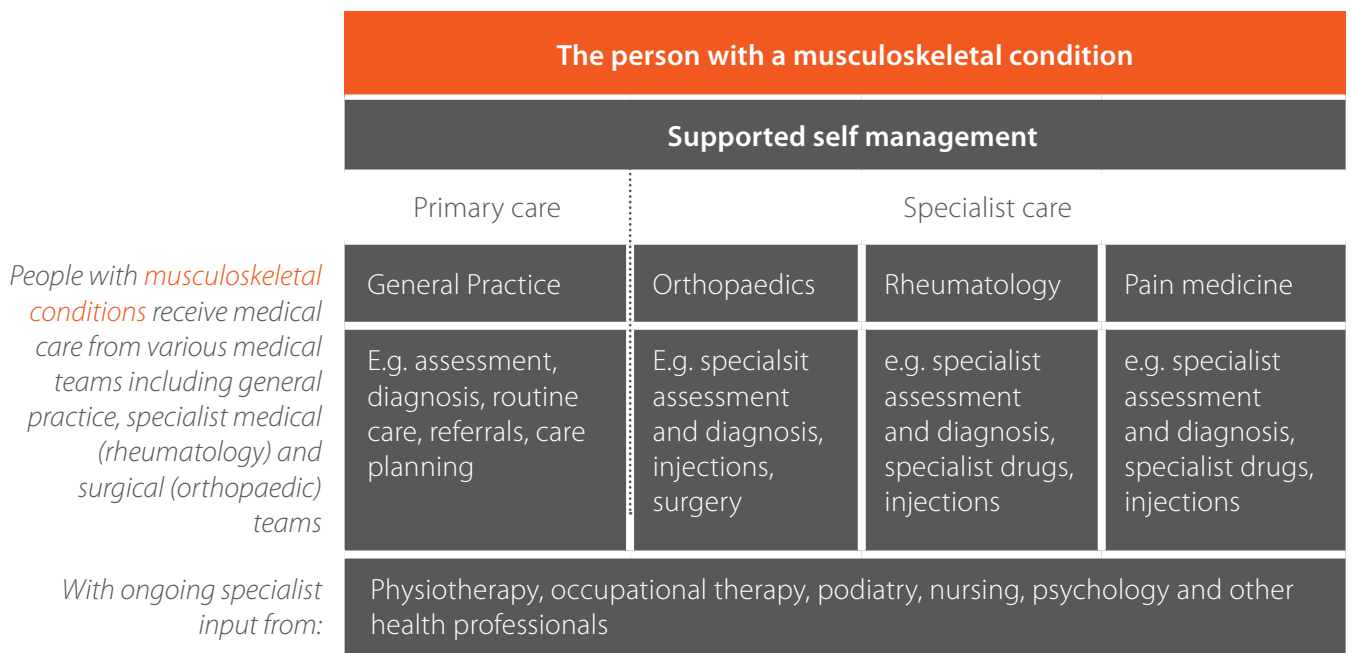 The person with a musculoskeletal condition
Supported self management
Primary care
Specialist care
People with musculoskeletal
conditions receive medical
care from various medical
teams including general
practice, specialist medical
(rheumatology) and
surgical (orthopaedic)
teams
General Practice
Orthopaedics
Rheumatology
Pain medicine
E.g. assessment,
diagnosis, routine
care, referrals, care
planning
E.g. specialsit
assessment
and diagnosis,
injections,
surgery
e.g. specialist
assessment
and diagnosis,
specialist drugs,
injections
e.g. specialist
assessment
and diagnosis,
specialist drugs,
injections
With ongoing specialist
input from:
Physiotherapy, occupational therapy, podiatry, nursing, psychology and other
health professionals